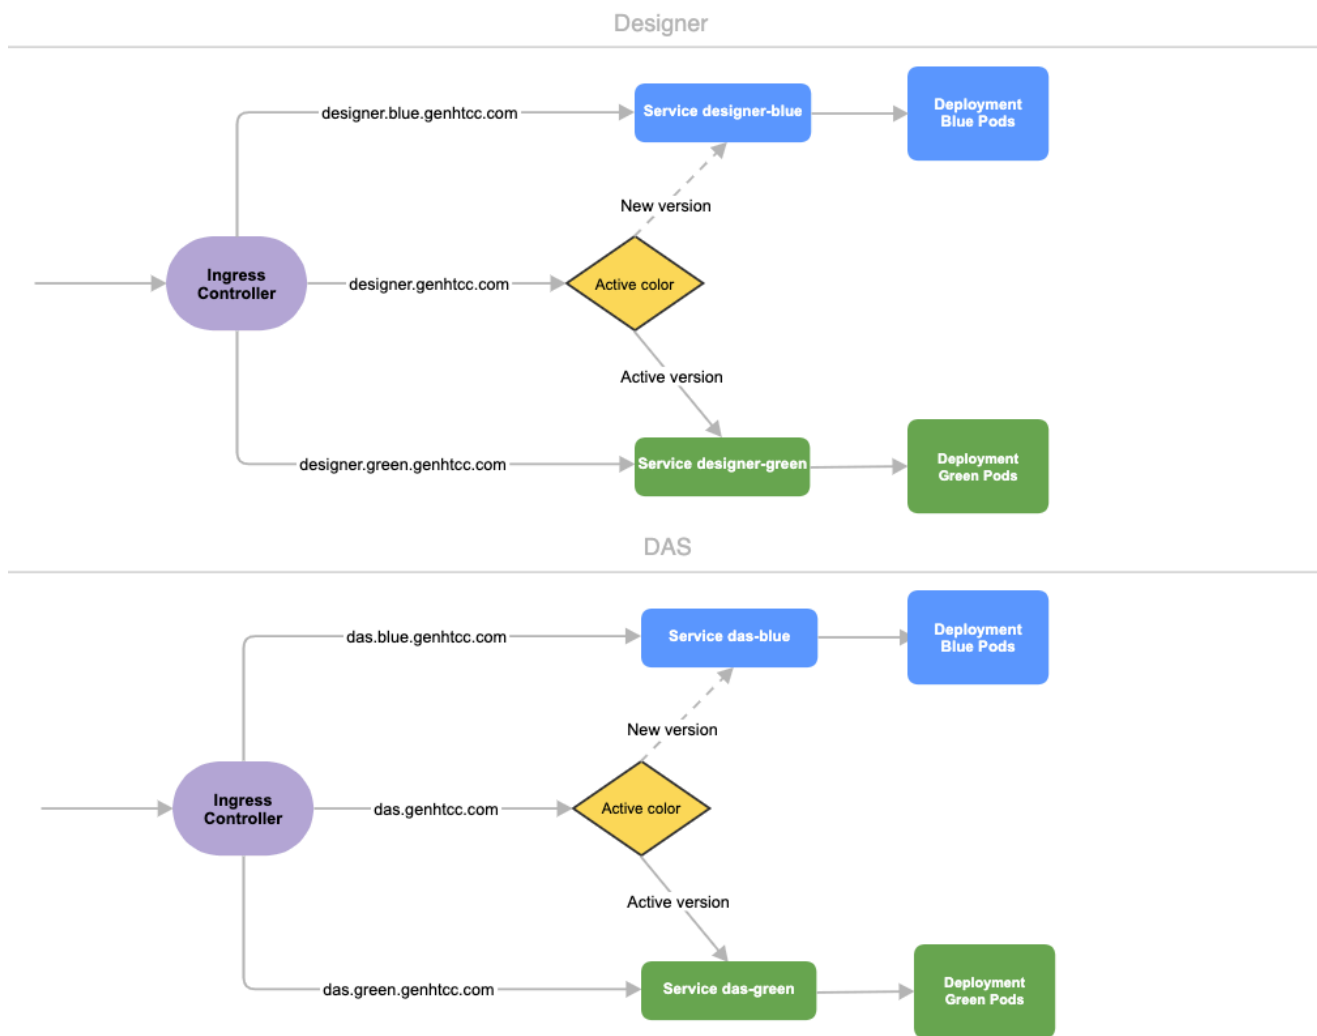 Designer
designer.blue.genhtcc.com
Service designer-blue
Deployment
Blue Pods
New version
Ingress
Controller
designer.genhtcc.com
Active color
Active version
designer.green.genhtcc.com
Service designer-green
Deployment
Green Pods
DAS
das.blue.genhtcc.com
Service das-blue
Deployment
Blue Pods
New version
Ingress
Controller
das.genhtcc.com
Active color
Active version
das.green.genhtcc.com
Service das-green
Deployment
Green Pods